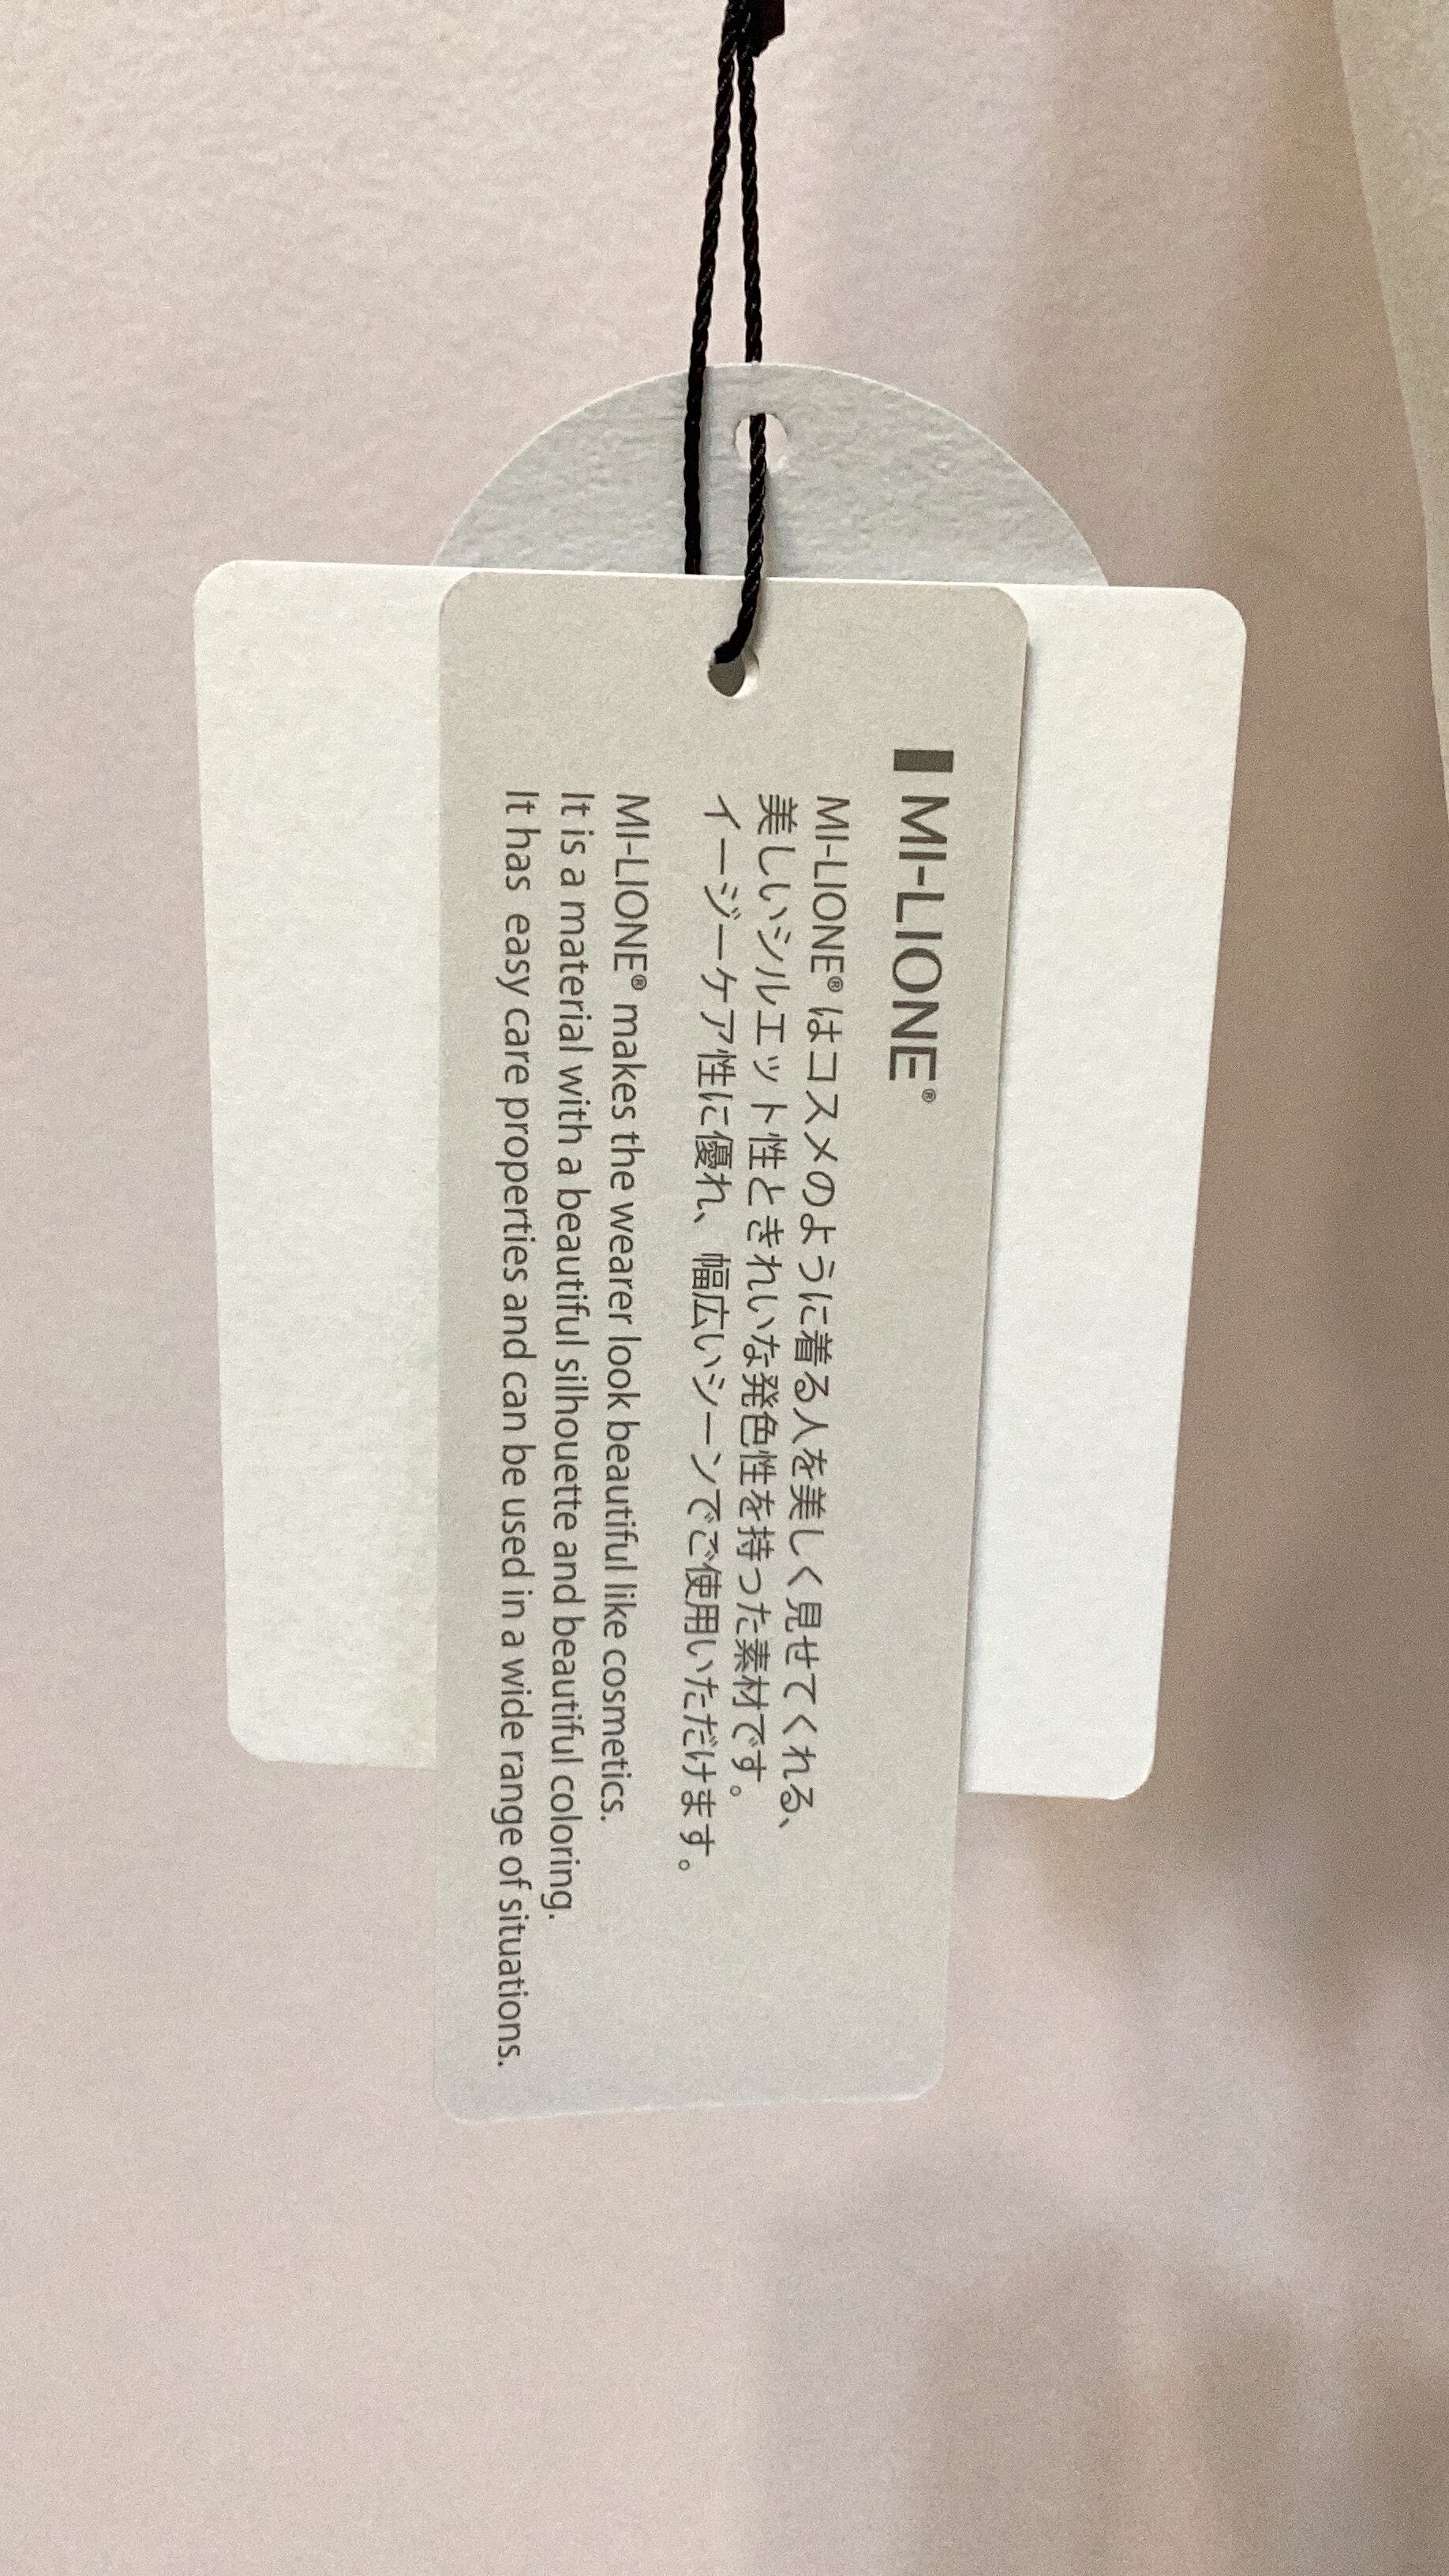 MI-LIONE®
MI-LIONE®はコスメのように着る人を美しく見せてくれる、
美しいシルエット性ときれいな発色性を持った素材です。
イージーケア性に優れ、幅広いシーンでご使用いただけます。
MI-LIONE® makes the wearer look beautiful like cosmetics.
It is a material with a beautiful silhouette and beautiful coloring.
It has easy care properties and can be used in a wide range of situations.